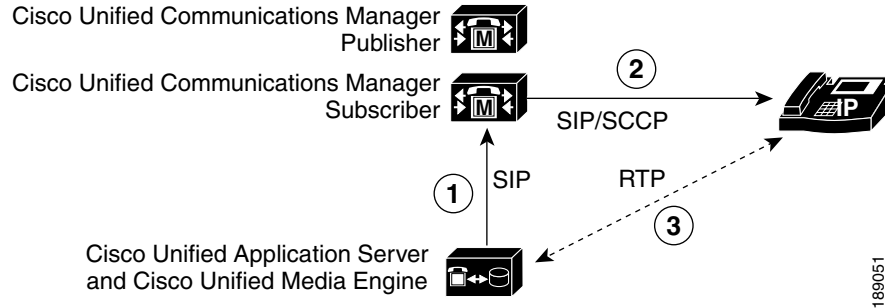 Cisco Unified Communications Manager
Publisher
M
Cisco Unified Communications Manager
Subscriber
M
2
SIP/SCCP
IP
1
SIP
RTP
3
Cisco Unified Application Server
and Cisco Unified Media Engine
189051